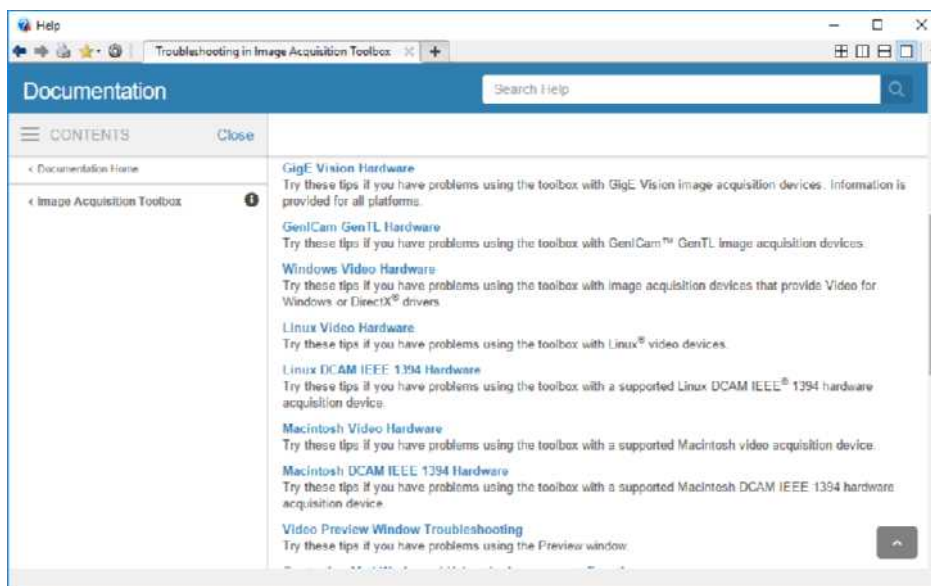 Help
Troubleshooting in Image Acquisition Toolbox
Documentation
Search Help
CONTENTS
Close
< Documentation Home
< Image Acquisition Toolbox
GigE Vision Hardware
Try these tips if you have problems using the toolbox with GigE Vision image acquisition devices. Information is
provided for all platforms.
GenICam GenTL Hardware
Try these tips if you have problems using the toolbox with GenICam™ GenTL image acquisition devices.
Windows Video Hardware
Try these tips if you have problems using the toolbox with image acquisition devices that provide Video for
Windows or DirectX® drivers.
Linux Video Hardware
Try these tips if you have problems using the toolbox with Linux® video devices.
Linux DCAM IEEE 1394 Hardware
Try these tips if you have problems using the toolbox with a supported Linux DCAM IEEE® 1394 hardware
acquisition device.
Macintosh Video Hardware
Try these tips if you have problems using the toolbox with a supported Macintosh video acquisition device.
Macintosh DCAM IEEE 1394 Hardware
Try these tips if you have problems using the toolbox with a supported Macintosh DCAM IEEE 1394 hardware
acquisition device.
Video Preview Window Troubleshooting
Try these tips if you have problems using the Preview window.